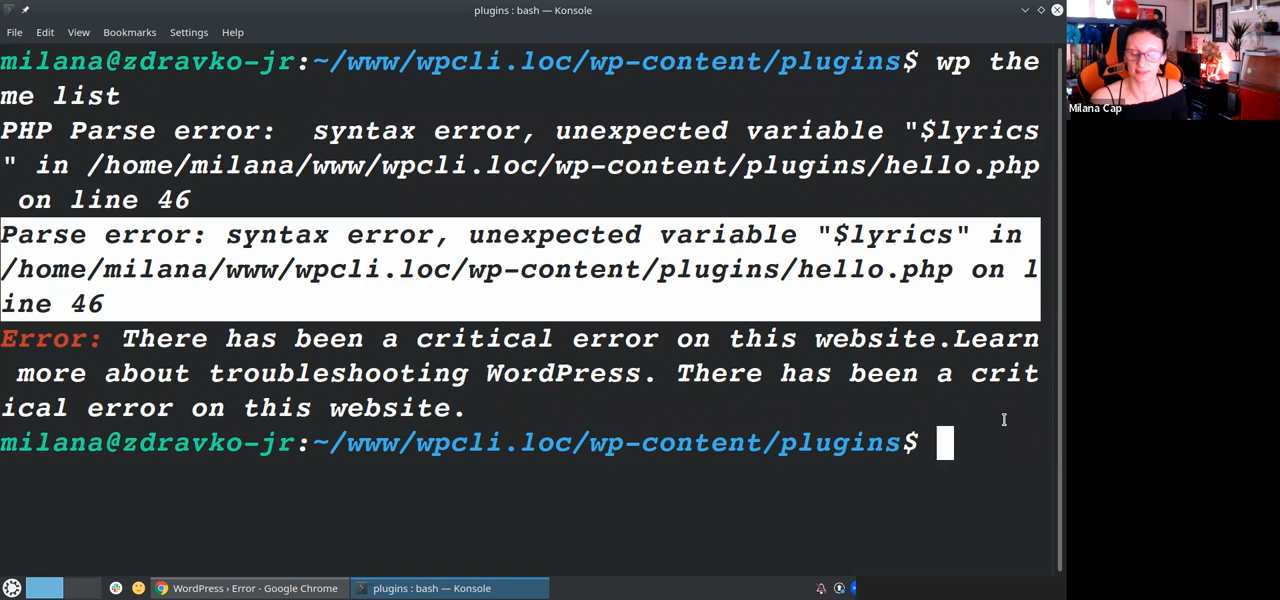 plugins : bash — Konsole
File Edit View Bookmarks Settings Help
milana@zdravko-jr:~/www/wpcli.loc/wp-content/plugins$ wp the
me list
PHP Parse error:  syntax error, unexpected variable "$lyrics
" in /home/milana/www/wpcli.loc/wp-content/plugins/hello.php
 on line 46
Parse error: syntax error, unexpected variable "$lyrics" in
/home/milana/www/wpcli.loc/wp-content/plugins/hello.php on l
ine 46
Error: There has been a critical error on this website.Learn
 more about troubleshooting WordPress. There has been a crit
ical error on this website.
milana@zdravko-jr:~/www/wpcli.loc/wp-content/plugins$
Milana Cap
WordPress › Error - Google Chrome
plugins : bash — Konsole